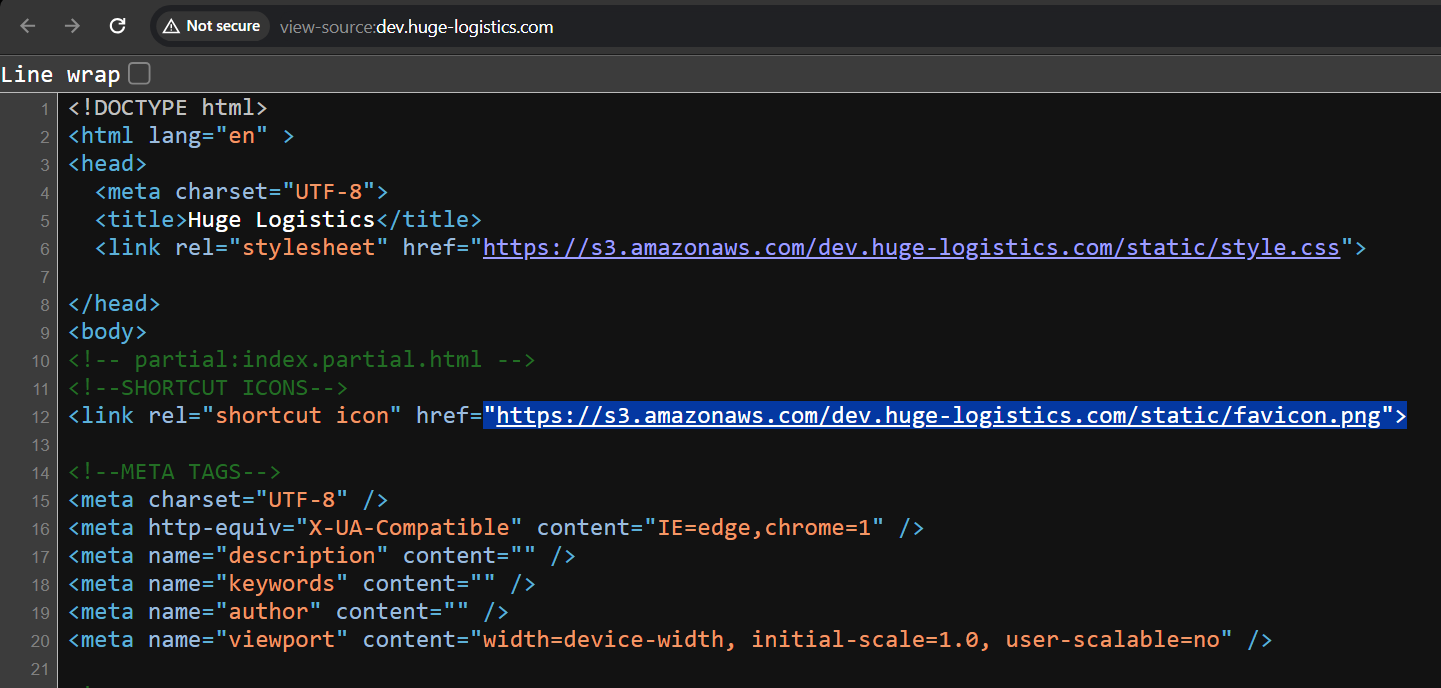 Not secure view-source:dev.huge-logistics.com
Line wrap
1 <!DOCTYPE html>
2 <html lang="en" >
3 <head>
4   <meta charset="UTF-8">
5   <title>Huge Logistics</title>
6   <link rel="stylesheet" href="https://s3.amazonaws.com/dev.huge-logistics.com/static/style.css">
7
8 </head>
9 <body>
10 <!-- partial:index.partial.html -->
11 <!--SHORTCUT ICONS-->
12 <link rel="shortcut icon" href="https://s3.amazonaws.com/dev.huge-logistics.com/static/favicon.png">
13
14 <!--META TAGS-->
15 <meta charset="UTF-8" />
16 <meta http-equiv="X-UA-Compatible" content="IE=edge,chrome=1" />
17 <meta name="description" content="" />
18 <meta name="keywords" content="" />
19 <meta name="author" content="" />
20 <meta name="viewport" content="width=device-width, initial-scale=1.0, user-scalable=no" />
21